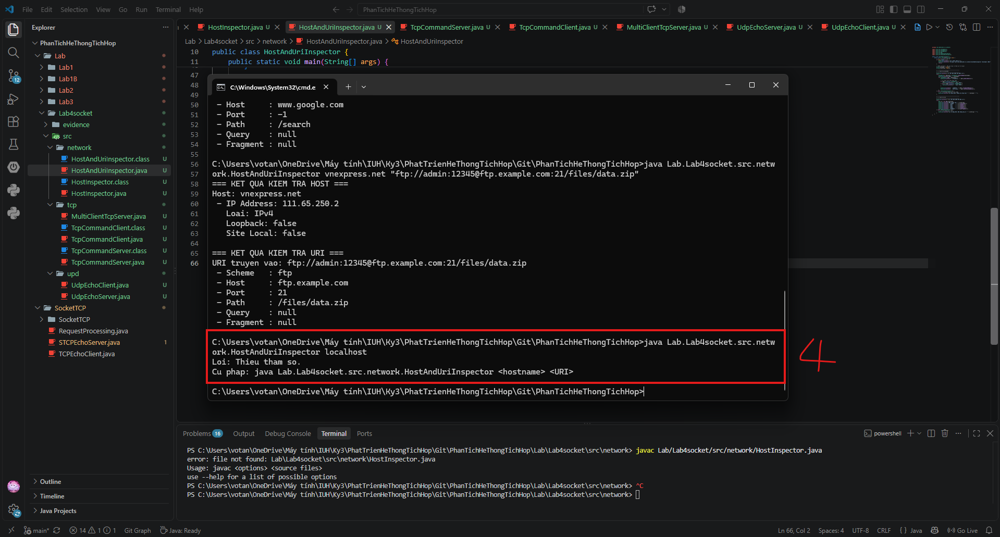 File Edit Selection View Go Run Terminal Help
PhanTichHeThongTichHop
Explorer
PhanTichHeThongTichHop
Lab
Lab1
Lab1B
Lab2
Lab3
Lab4socket
evidence
src
network
HostAndUriInspector.class U
HostAndUriInspector.java U
HostInspector.class U
HostInspector.java U
tcp
MultiClientTcpServer.java U
TcpCommandClient.class U
TcpCommandClient.java U
TcpCommandServer.class U
TcpCommandServer.java U
upd
UdpEchoClient.java U
UdpEchoServer.java U
SocketTCP
SocketTCP
RequestProcessing.java
STCPEchoServer.java 1
TCPEchoClient.java
Outline
Timeline
Java Projects
12
HostInspector.java U HostAndUriInspector.java U TcpCommandServer.java U TcpCommandClient.java U MultiClientTcpServer.java U UdpEchoServer.java U UdpEchoClient.java U
Lab > Lab4socket > src > network > HostAndUriInspector.java > HostAndUriInspector
10 public class HostAndUriInspector {
11 public static void main(String[] args) {
47
48
49
50
51
52
53
54
55
56
57
58
59
60
61
62
63
64
65
66
C:\Windows\System32\cmd.e
- Host : www.google.com
- Port : -1
- Path : /search
- Query : null
- Fragment : null
C:\Users\votan\OneDrive\Máy tính\IUH\Ky3\PhatTrienHeThongTichHop\Git\PhanTichHeThongTichHop>java Lab.Lab4socket.src.netw
ork.HostAndUriInspector vnexpress.net "ftp://admin:12345@ftp.example.com:21/files/data.zip"
=== KET QUA KIEM TRA HOST ===
Host: vnexpress.net
- IP Address: 111.65.250.2
Loai: IPv4
Loopback: false
Site Local: false
=== KET QUA KIEM TRA URI ===
URI truyen vao: ftp://admin:12345@ftp.example.com:21/files/data.zip
- Scheme : ftp
- Host : ftp.example.com
- Port : 21
- Path : /files/data.zip
- Query : null
- Fragment : null
C:\Users\votan\OneDrive\Máy tính\IUH\Ky3\PhatTrienHeThongTichHop\Git\PhanTichHeThongTichHop>java Lab.Lab4socket.src.netw
ork.HostAndUriInspector localhost
Loi: Thieu tham so.
Cu phap: java Lab.Lab4socket.src.network.HostAndUriInspector <hostname> <URI>
C:\Users\votan\OneDrive\Máy tính\IUH\Ky3\PhatTrienHeThongTichHop\Git\PhanTichHeThongTichHop>
4
Problems 16 Output Debug Console Terminal Ports
powershell
PS C:\Users\votan\OneDrive\Máy tính\IUH\Ky3\PhatTrienHeThongTichHop\Git\PhanTichHeThongTichHop\Lab\Lab4socket\src\network> javac Lab/Lab4socket/src/network/HostInspector.java
error: file not found: Lab\Lab4socket\src\network\HostInspector.java
Usage: javac <options> <source files>
use --help for a list of possible options
PS C:\Users\votan\OneDrive\Máy tính\IUH\Ky3\PhatTrienHeThongTichHop\Git\PhanTichHeThongTichHop\Lab\Lab4socket\src\network> ^C
PS C:\Users\votan\OneDrive\Máy tính\IUH\Ky3\PhatTrienHeThongTichHop\Git\PhanTichHeThongTichHop\Lab\Lab4socket\src\network>
main* 14 1 1 Git Graph Java: Ready Ln 66, Col 2 Spaces: 4 UTF-8 CRLF { } Java Go Live